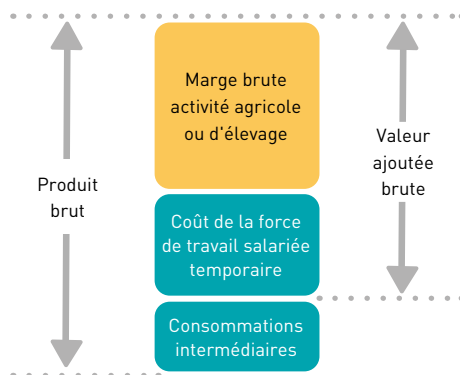 Marge brute
activité agricole
ou d'élevage
Valeur
ajoutée
brute
Produit
brut
Coût de la force
de travail salariée
temporaire
Consommations
intermédiaires